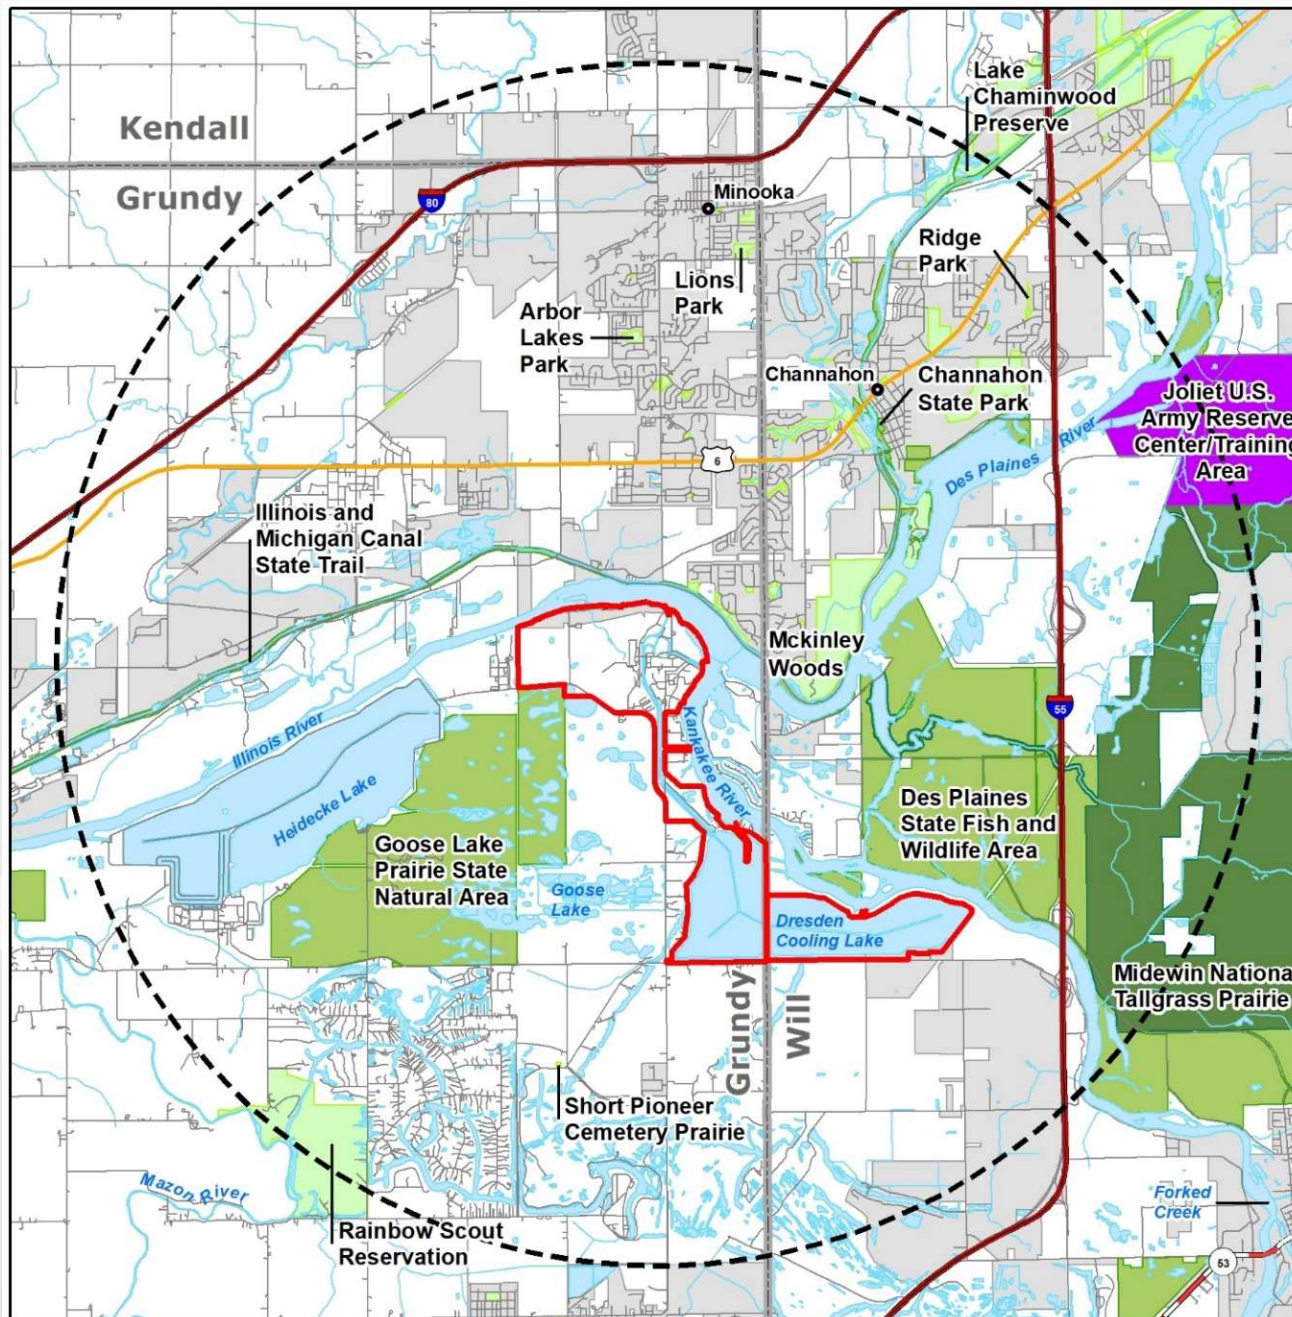 Lake
Chaminwood
Preserve
Kendall
Grundy
80
Minooka
Ridge
Park
Lions
Park
Arbor
Lakes
Park
Channahon
Channahon
State Park
Joliet U.S.
Army Reserve
Center/Training
Area
6
Des Plaines River
Illinois and
Michigan Canal
State Trail
Mckinley
Woods
55
Kankakee River
Illinois River
Heidecke Lake
Des Plaines
State Fish and
Wildlife Area
Goose Lake
Prairie State
Natural Area
Goose
Lake
Dresden
Cooling Lake
Midewin Nationa
Tallgrass Prairie
Grundy
Will
Short Pioneer
Cemetery Prairie
Mazon River
Forked
Creek
Rainbow Scout
Reservation
53